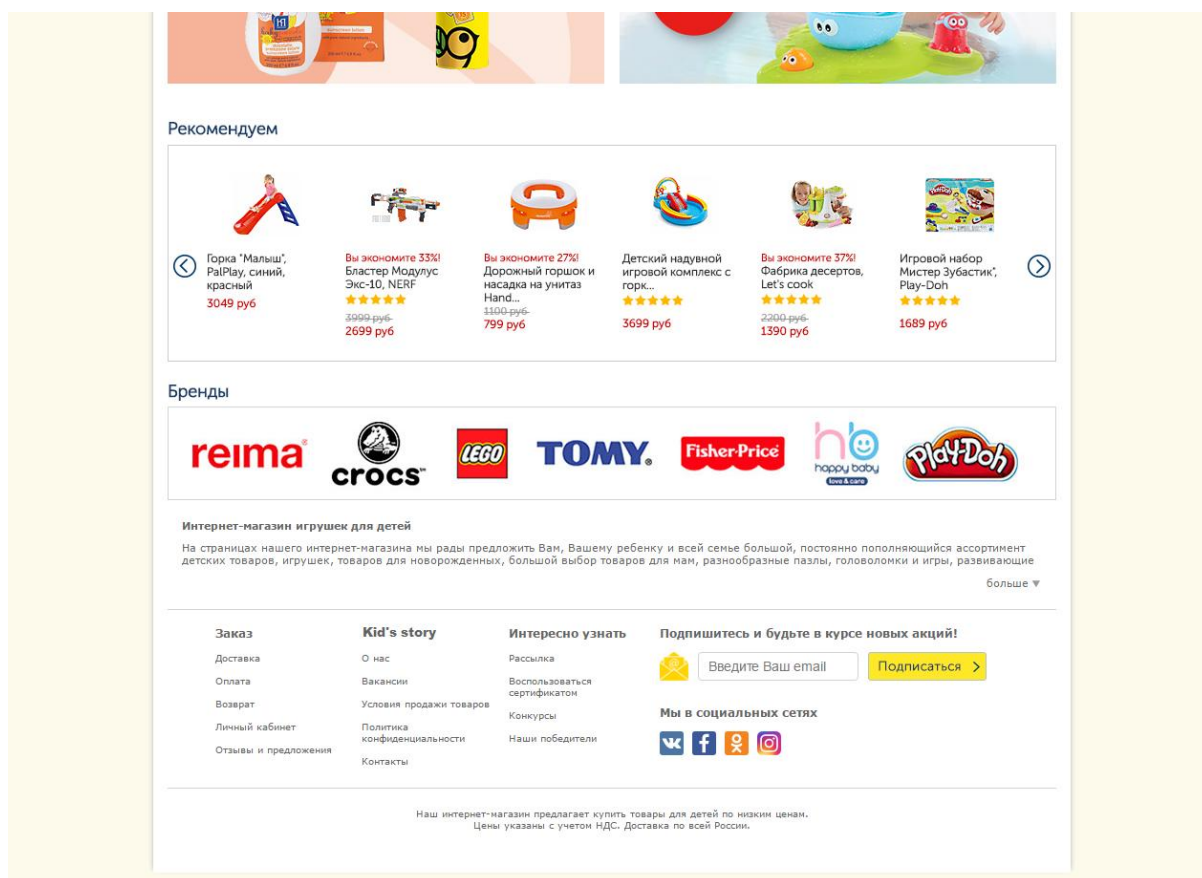 Рекомендуем
Горка "Малыш",
PalPlay, синий,
красный
3049 руб
Вы экономите 33%!
Бластер Модулус
Экс-10, NERF
3999 руб
2699 руб
Вы экономите 27%!
Дорожный горшок и
насадка на унитаз
Hand...
1100 руб
799 руб
Детский надувной
игровой комплекс с
горк...
3699 руб
Вы экономите 37%!
Фабрика десертов,
Let's cook
2200 руб
1390 руб
Игровой набор
Мистер Зубастик",
Play-Doh
1689 руб
Бренды
reima
crocs
LEGO
TOMY
Fisher-Price
hb
happy baby
love & care
Play-Doh
Интернет-магазин игрушек для детей
На страницах нашего интернет-магазина мы рады предложить Вам, Вашему ребенку и всей семье большой, постоянно пополняющийся ассортимент
детских товаров, игрушек, товаров для новорожденных, большой выбор товаров для мам, разнообразные пазлы, головоломки и игры, развивающие
больше ▼
Заказ
Доставка
Оплата
Возврат
Личный кабинет
Отзывы и предложения
Kid's story
О нас
Вакансии
Условия продажи товаров
Политика
конфиденциальности
Контакты
Интересно узнать
Рассылка
Воспользоваться
сертификатом
Конкурсы
Наши победители
Подпишитесь и будьте в курсе новых акций!
Введите Ваш email
Подписаться
Мы в социальных сетях
Наш интернет-магазин предлагает купить товары для детей по низким ценам.
Цены указаны с учетом НДС. Доставка по всей России.